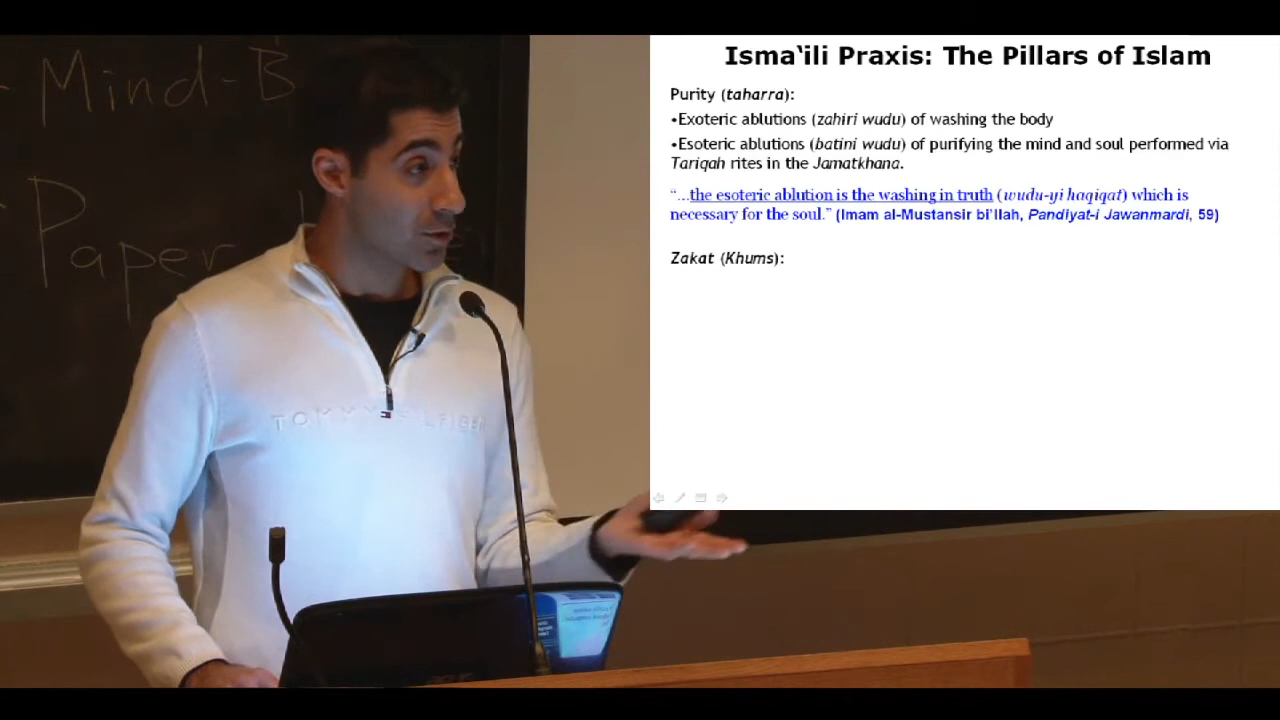 Mind-B
Paper
TOMMY HILFIGER
Isma‘ili Praxis: The Pillars of Islam
Purity (taharra):
•Exoteric ablutions (zahiri wudu) of washing the body
•Esoteric ablutions (batini wudu) of purifying the mind and soul performed via
Tariqah rites in the Jamatkhana.
“...the esoteric ablution is the washing in truth (wudu-yi haqiqat) which is
necessary for the soul.” (Imam al-Mustansir bi’llah, Pandiyat-i Jawanmardi, 59)
Zakat (Khums):